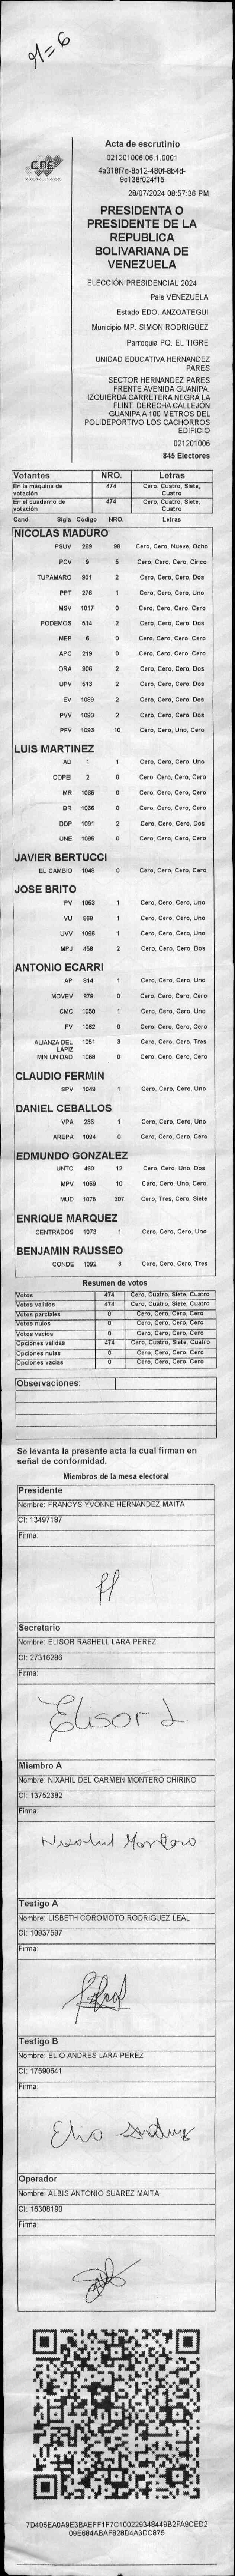 M=6
CNE
Acta de escrutinio
021201006.06.1.0001
4a318f7e-8b12-480f-8b4d-
9c138f024f15
28/07/2024 08:57:36 PM
PRESIDENTA O
PRESIDENTE DE LA
REPUBLICA
BOLIVARIANA DE
VENEZUELA
ELECCIÓN PRESIDENCIAL 2024
Pais VENEZUELA
Estado EDO. ANZOATEGUI
Municipio MP. SIMON RODRIGUEZ
Parroquia PQ. EL TIGRE
UNIDAD EDUCATIVA HERNANDEZ
PARES
SECTOR HERNANDEZ PARES
FRENTE AVENIDA GUANIPA.
IZQUIERDA CARRETERA NEGRA LA
FLINT. DERECHA CALLEJÓN
GUANIPA A 100 METROS DEL
POLIDEPORTIVO LOS CACHORROS
EDIFICIO
021201006
845 Electores
Votantes NRO. Letras
En la máquina de votación 474 Cero, Cuatro, Siete, Cuatro
En el cuaderno de votación 474 Cero, Cuatro, Siete, Cuatro
Cand. Sigla Código NRO. Letras
NICOLAS MADURO
PSUV 269 98 Cero, Cero, Nueve, Ocho
PCV 9 5 Cero, Cero, Cero, Cinco
TUPAMARO 931 2 Cero, Cero, Cero, Dos
PPT 276 1 Cero, Cero, Cero, Uno
MSV 1017 0 Cero, Cero, Cero, Cero
PODEMOS 514 2 Cero, Cero, Cero, Dos
MEP 6 0 Cero, Cero, Cero, Cero
APC 219 0 Cero, Cero, Cero, Cero
ORA 906 2 Cero, Cero, Cero, Dos
UPV 513 2 Cero, Cero, Cero, Dos
EV 1089 2 Cero, Cero, Cero, Dos
PVV 1090 2 Cero, Cero, Cero, Dos
PFV 1093 10 Cero, Cero, Uno, Cero
LUIS MARTINEZ
AD 1 1 Cero, Cero, Cero, Uno
COPEI 2 0 Cero, Cero, Cero, Cero
MR 1065 0 Cero, Cero, Cero, Cero
BR 1066 0 Cero, Cero, Cero, Cero
DDP 1091 2 Cero, Cero, Cero, Dos
UNE 1095 0 Cero, Cero, Cero, Cero
JAVIER BERTUCCI
EL CAMBIO 1048 0 Cero, Cero, Cero, Cero
JOSE BRITO
PV 1053 1 Cero, Cero, Cero, Uno
VU 868 1 Cero, Cero, Cero, Uno
UVV 1096 1 Cero, Cero, Cero, Uno
MPJ 458 2 Cero, Cero, Cero, Dos
ANTONIO ECARRI
AP 814 1 Cero, Cero, Cero, Uno
MOVEV 878 0 Cero, Cero, Cero, Cero
CMC 1050 1 Cero, Cero, Cero, Uno
FV 1062 0 Cero, Cero, Cero, Cero
ALIANZA DEL LAPIZ 1051 3 Cero, Cero, Cero, Tres
MIN UNIDAD 1068 0 Cero, Cero, Cero, Cero
CLAUDIO FERMIN
SPV 1049 1 Cero, Cero, Cero, Uno
DANIEL CEBALLOS
VPA 236 1 Cero, Cero, Cero, Uno
AREPA 1084 0 Cero, Cero, Cero, Cero
EDMUNDO GONZALEZ
UNTC 460 12 Cero, Cero, Uno, Dos
MPV 1069 10 Cero, Cero, Uno, Cero
MUD 1075 307 Cero, Tres, Cero, Siete
ENRIQUE MARQUEZ
CENTRADOS 1073 1 Cero, Cero, Cero, Uno
BENJAMIN RAUSSEO
CONDE 1092 3 Cero, Cero, Cero, Tres
Resumen de votos
Votos 474 Cero, Cuatro, Siete, Cuatro
Votos validos 474 Cero, Cuatro, Siete, Cuatro
Votos parciales 0 Cero, Cero, Cero, Cero
Votos nulos 0 Cero, Cero, Cero, Cero
Votos vacios 0 Cero, Cero, Cero, Cero
Opciones validas 474 Cero, Cuatro, Siete, Cuatro
Opciones nulas 0 Cero, Cero, Cero, Cero
Opciones vacias 0 Cero, Cero, Cero, Cero
Observaciones:
Se levanta la presente acta la cual firman en
señal de conformidad.
Miembros de la mesa electoral
Presidente
Nombre: FRANCYS YVONNE HERNANDEZ MAITA
CI: 13497187
Firma:
Secretario
Nombre: ELISOR RASHELL LARA PEREZ
CI: 27316286
Firma:
Elisor L
Miembro A
Nombre: NIXAHIL DEL CARMEN MONTERO CHIRINO
CI: 13752382
Firma:
Nixahil Montero
Testigo A
Nombre: LISBETH COROMOTO RODRIGUEZ LEAL
CI: 10937597
Firma:
Testigo B
Nombre: ELIO ANDRES LARA PEREZ
CI: 17590641
Firma:
Elio Andres
Operador
Nombre: ALBIS ANTONIO SUAREZ MAITA
CI: 16308190
Firma:
7D406EA0A9E3BAEFF1F7C100229348449B2FA9CED2
09E684ABAF828D4A3DC875